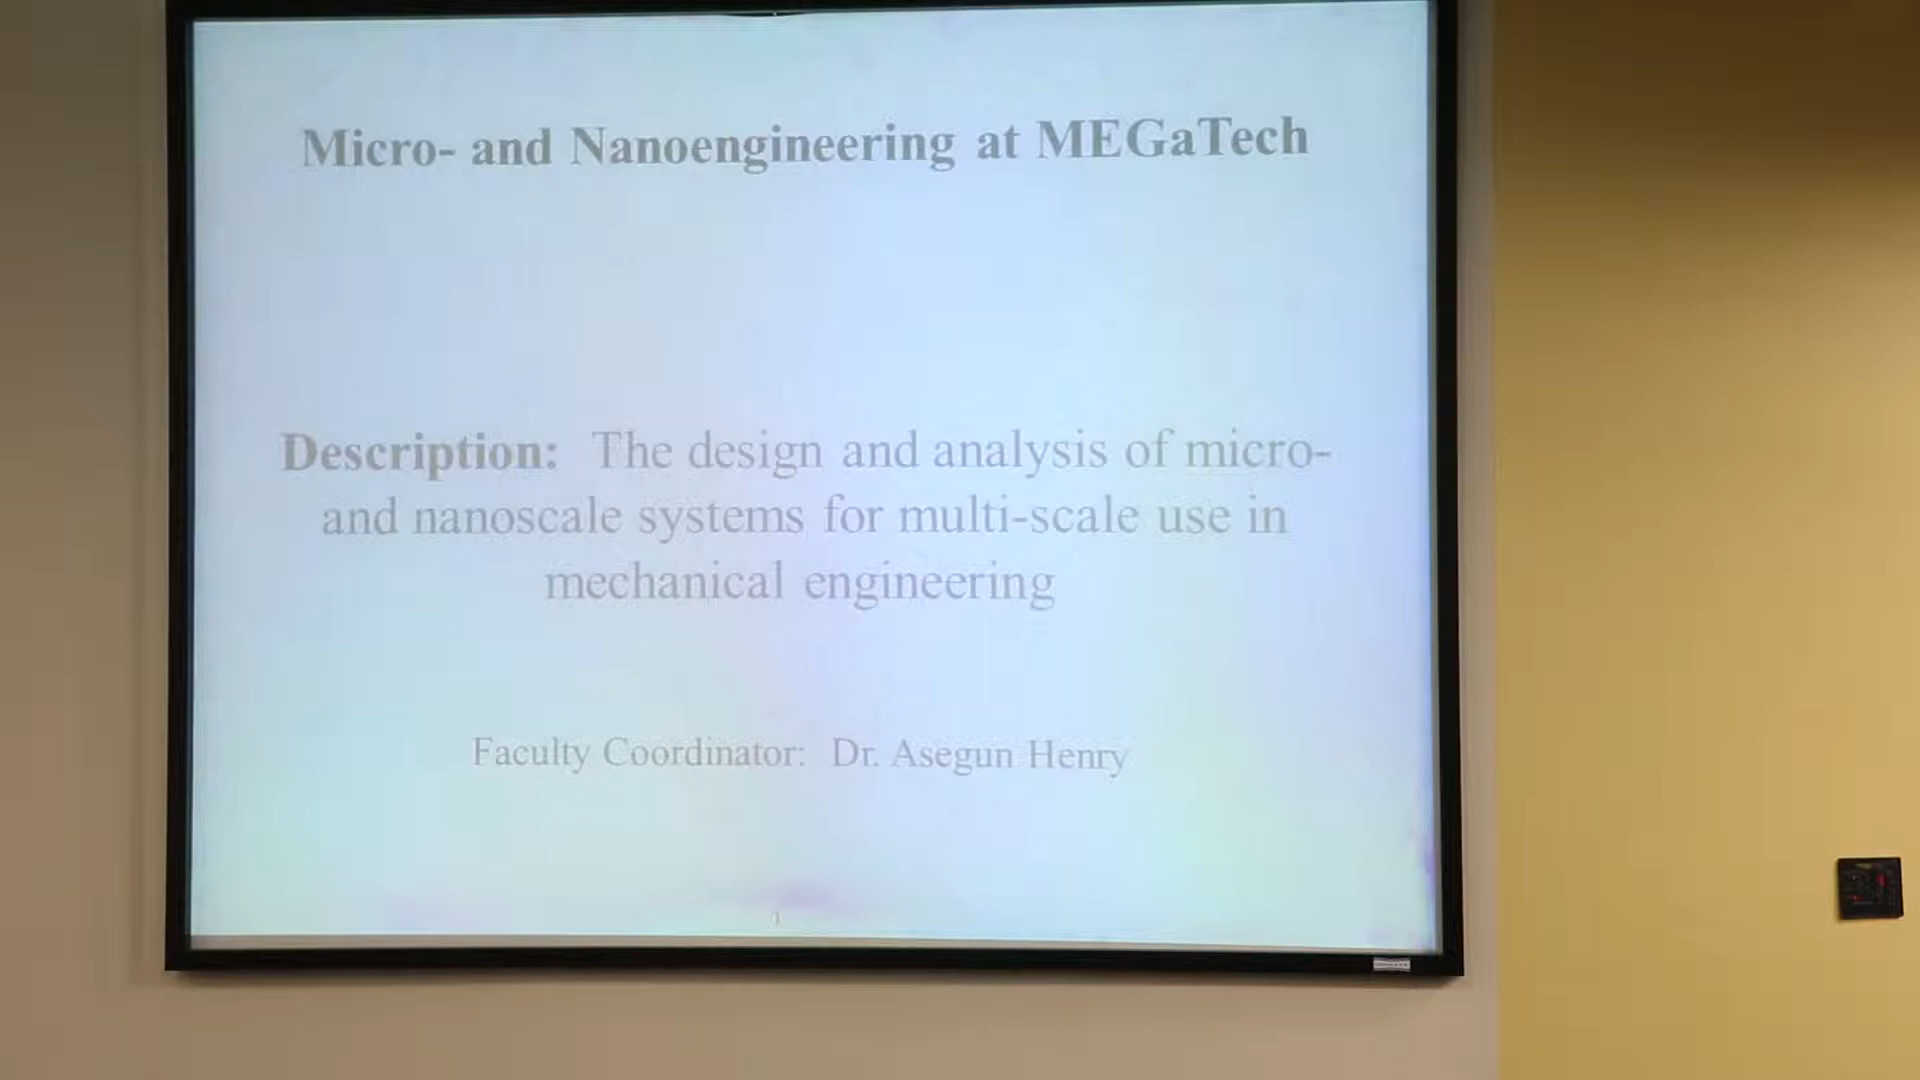 Micro- and Nanoengineering at MEGaTech
Description: The design and analysis of micro-
and nanoscale systems for multi-scale use in
mechanical engineering
Faculty Coordinator: Dr. Asegun Henry
1